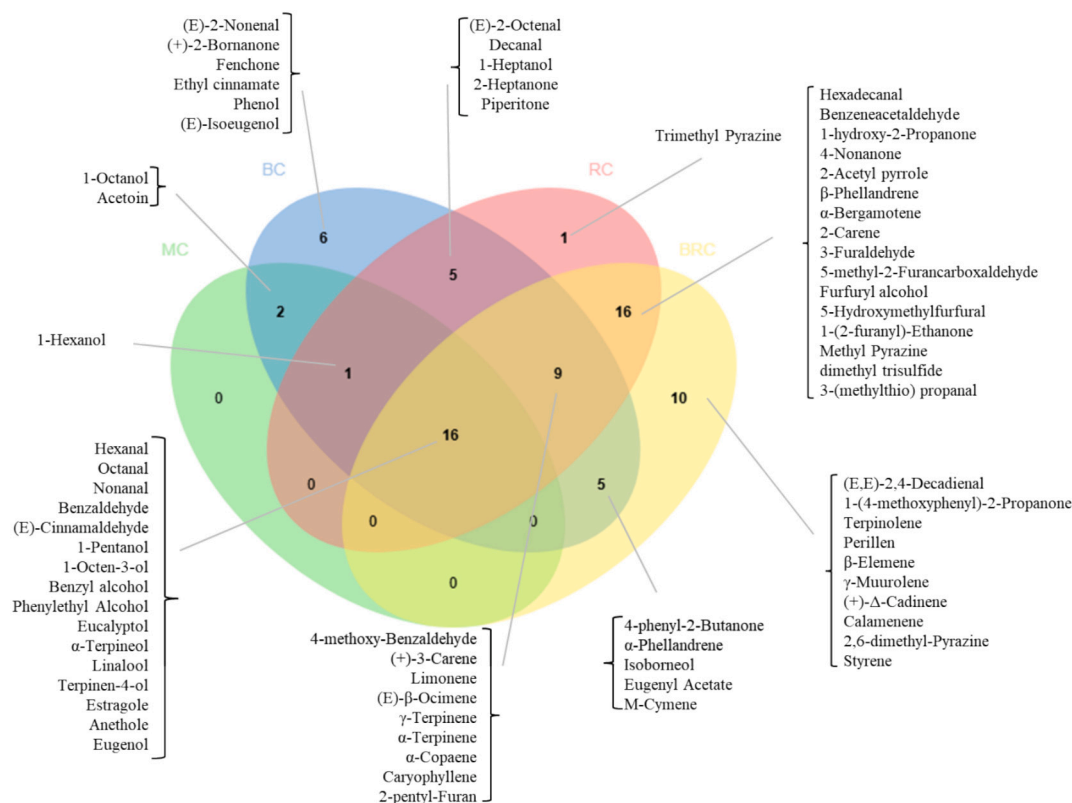 (E)-2-Nonenal
(+)-2-Bornanone
Fenchone
Ethyl cinnamate
Phenol
(E)-Isoeugenol
(E)-2-Octenal
Decanal
1-Heptanol
2-Heptanone
Piperitone
Trimethyl Pyrazine
Hexadecanal
Benzeneacetaldehyde
1-hydroxy-2-Propanone
4-Nonanone
2-Acetyl pyrrole
β-Phellandrene
α-Bergamotene
2-Carene
3-Furaldehyde
5-methyl-2-Furancarboxaldehyde
Furfuryl alcohol
5-Hydroxymethylfurfural
1-(2-furanyl)-Ethanone
Methyl Pyrazine
dimethyl trisulfide
3-(methylthio) propanal
1-Octanol
Acetoin
BC
RC
MC
BRC
6
1
5
2
16
1-Hexanol
1
9
0
10
16
0
5
0
0
0
Hexanal
Octanal
Nonanal
Benzaldehyde
(E)-Cinnamaldehyde
1-Pentanol
1-Octen-3-ol
Benzyl alcohol
Phenylethyl Alcohol
Eucalyptol
α-Terpineol
Linalool
Terpinen-4-ol
Estragole
Anethole
Eugenol
4-methoxy-Benzaldehyde
(+)-3-Carene
Limonene
(E)-β-Ocimene
γ-Terpinene
α-Terpinene
α-Copaene
Caryophyllene
2-pentyl-Furan
4-phenyl-2-Butanone
α-Phellandrene
Isoborneol
Eugenyl Acetate
M-Cymene
(E,E)-2,4-Decadienal
1-(4-methoxyphenyl)-2-Propanone
Terpinolene
Perillen
β-Elemene
γ-Muurolene
(+)-Δ-Cadinene
Calamenene
2,6-dimethyl-Pyrazine
Styrene